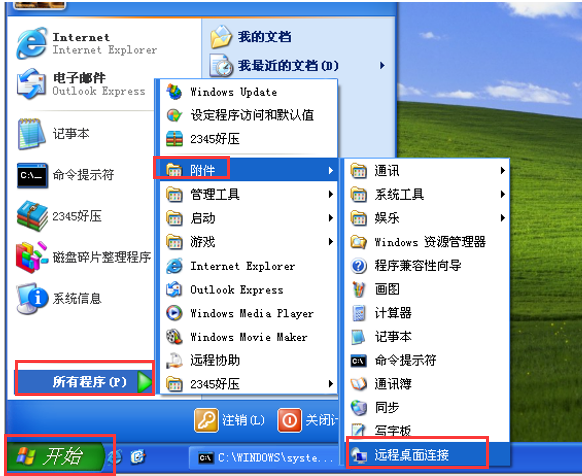 Internet
Internet Explorer
电子邮件
Outlook Express
记事本
命令提示符
2345好压
磁盘碎片整理程序
系统信息
所有程序(P)
我的文档
我最近的文档(D)
Windows Update
设定程序访问和默认值
2345好压
附件
管理工具
启动
游戏
Internet Explorer
Outlook Express
Windows Media Player
Windows Movie Maker
远程协助
2345好压
通讯
系统工具
娱乐
Windows 资源管理器
程序兼容性向导
画图
计算器
记事本
命令提示符
通讯簿
同步
写字板
远程桌面连接
注销(L)
关闭计
开始
C:\WINDOWS\syste...